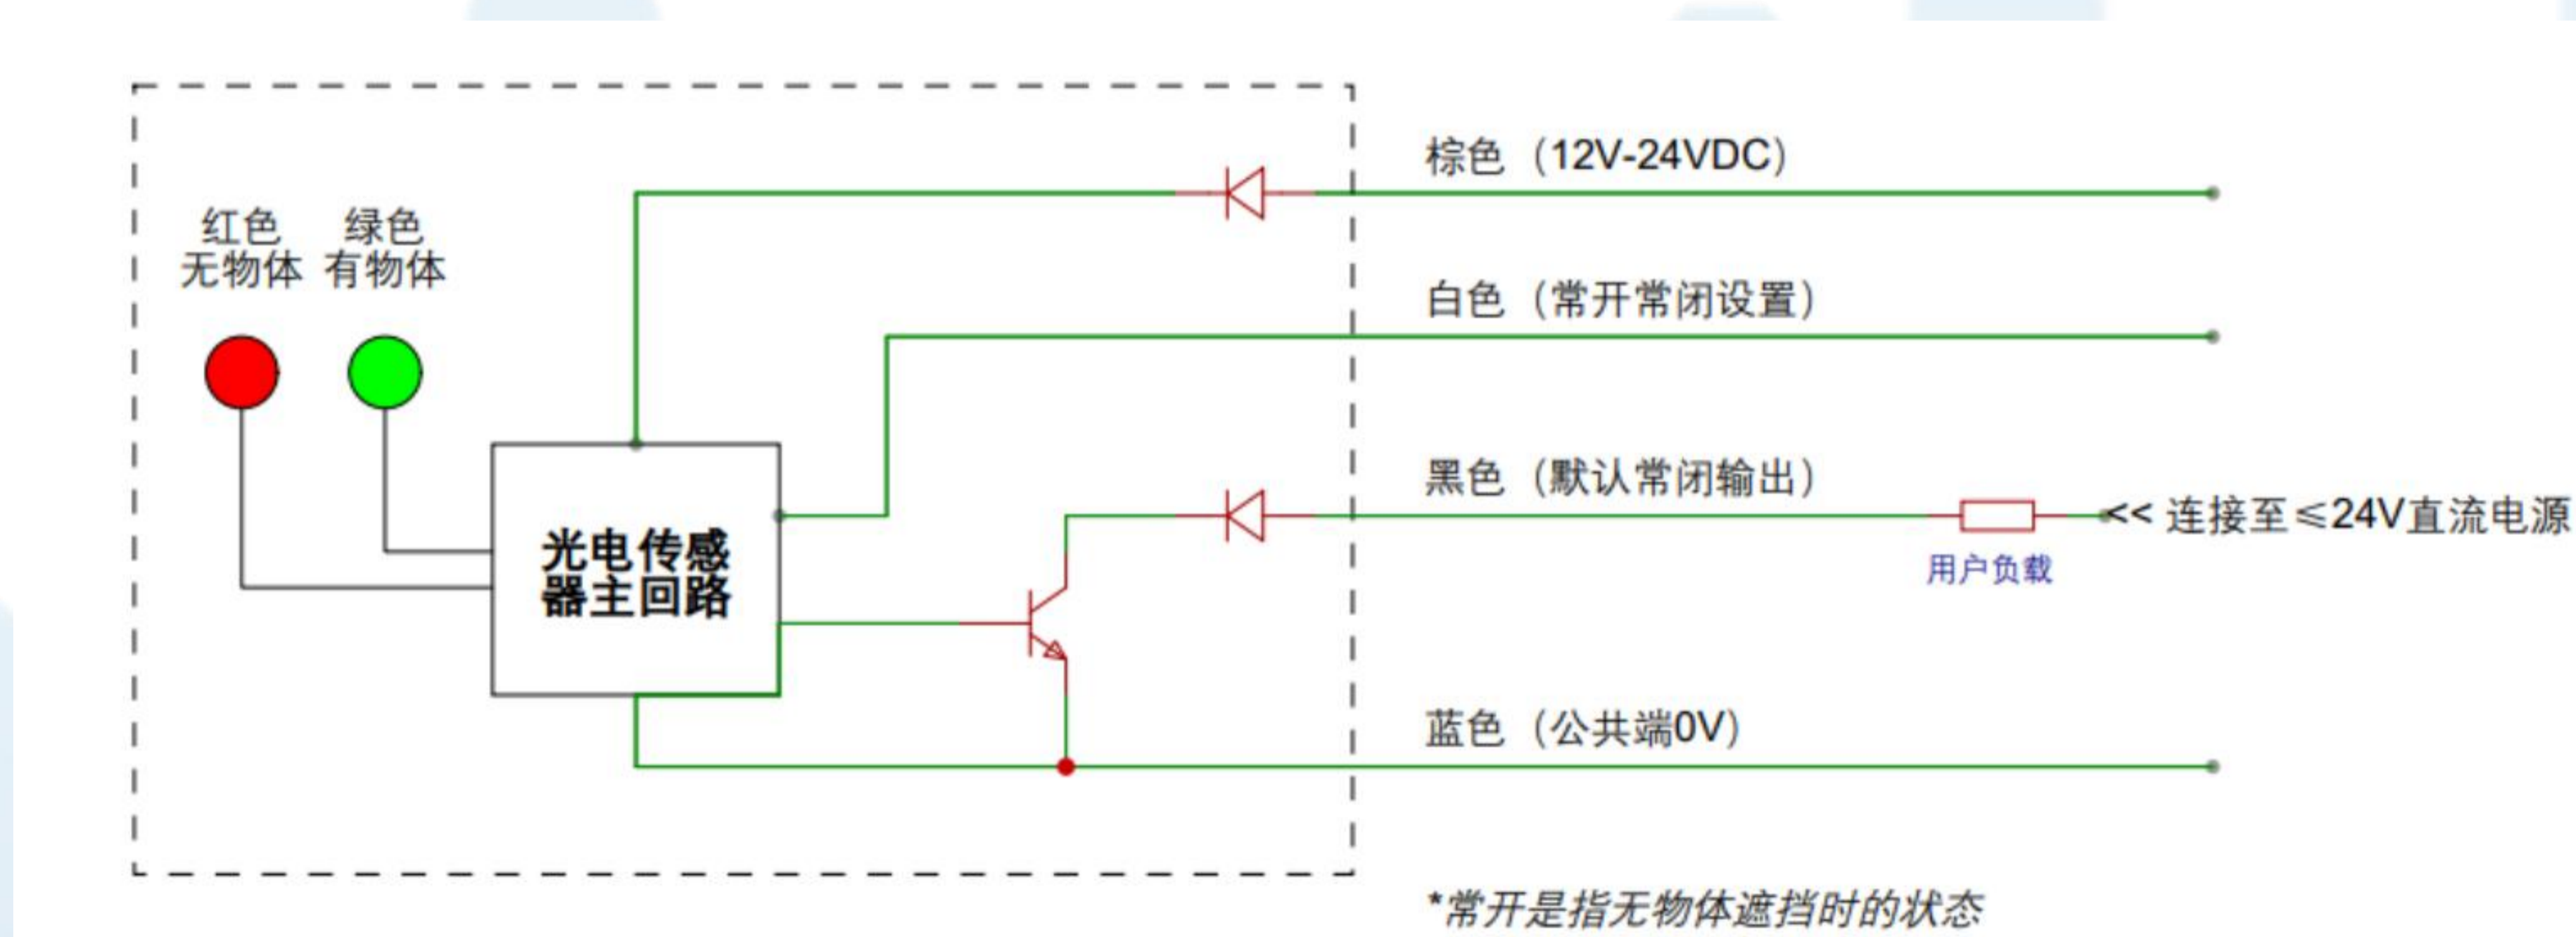 棕色（12V-24VDC）
红色
无物体
绿色
有物体
白色（常开常闭设置）
黑色（默认常闭输出）
<< 连接至≤24V直流电源
光电传感
器主回路
用户负载
蓝色（公共端0V）
*常开是指无物体遮挡时的状态